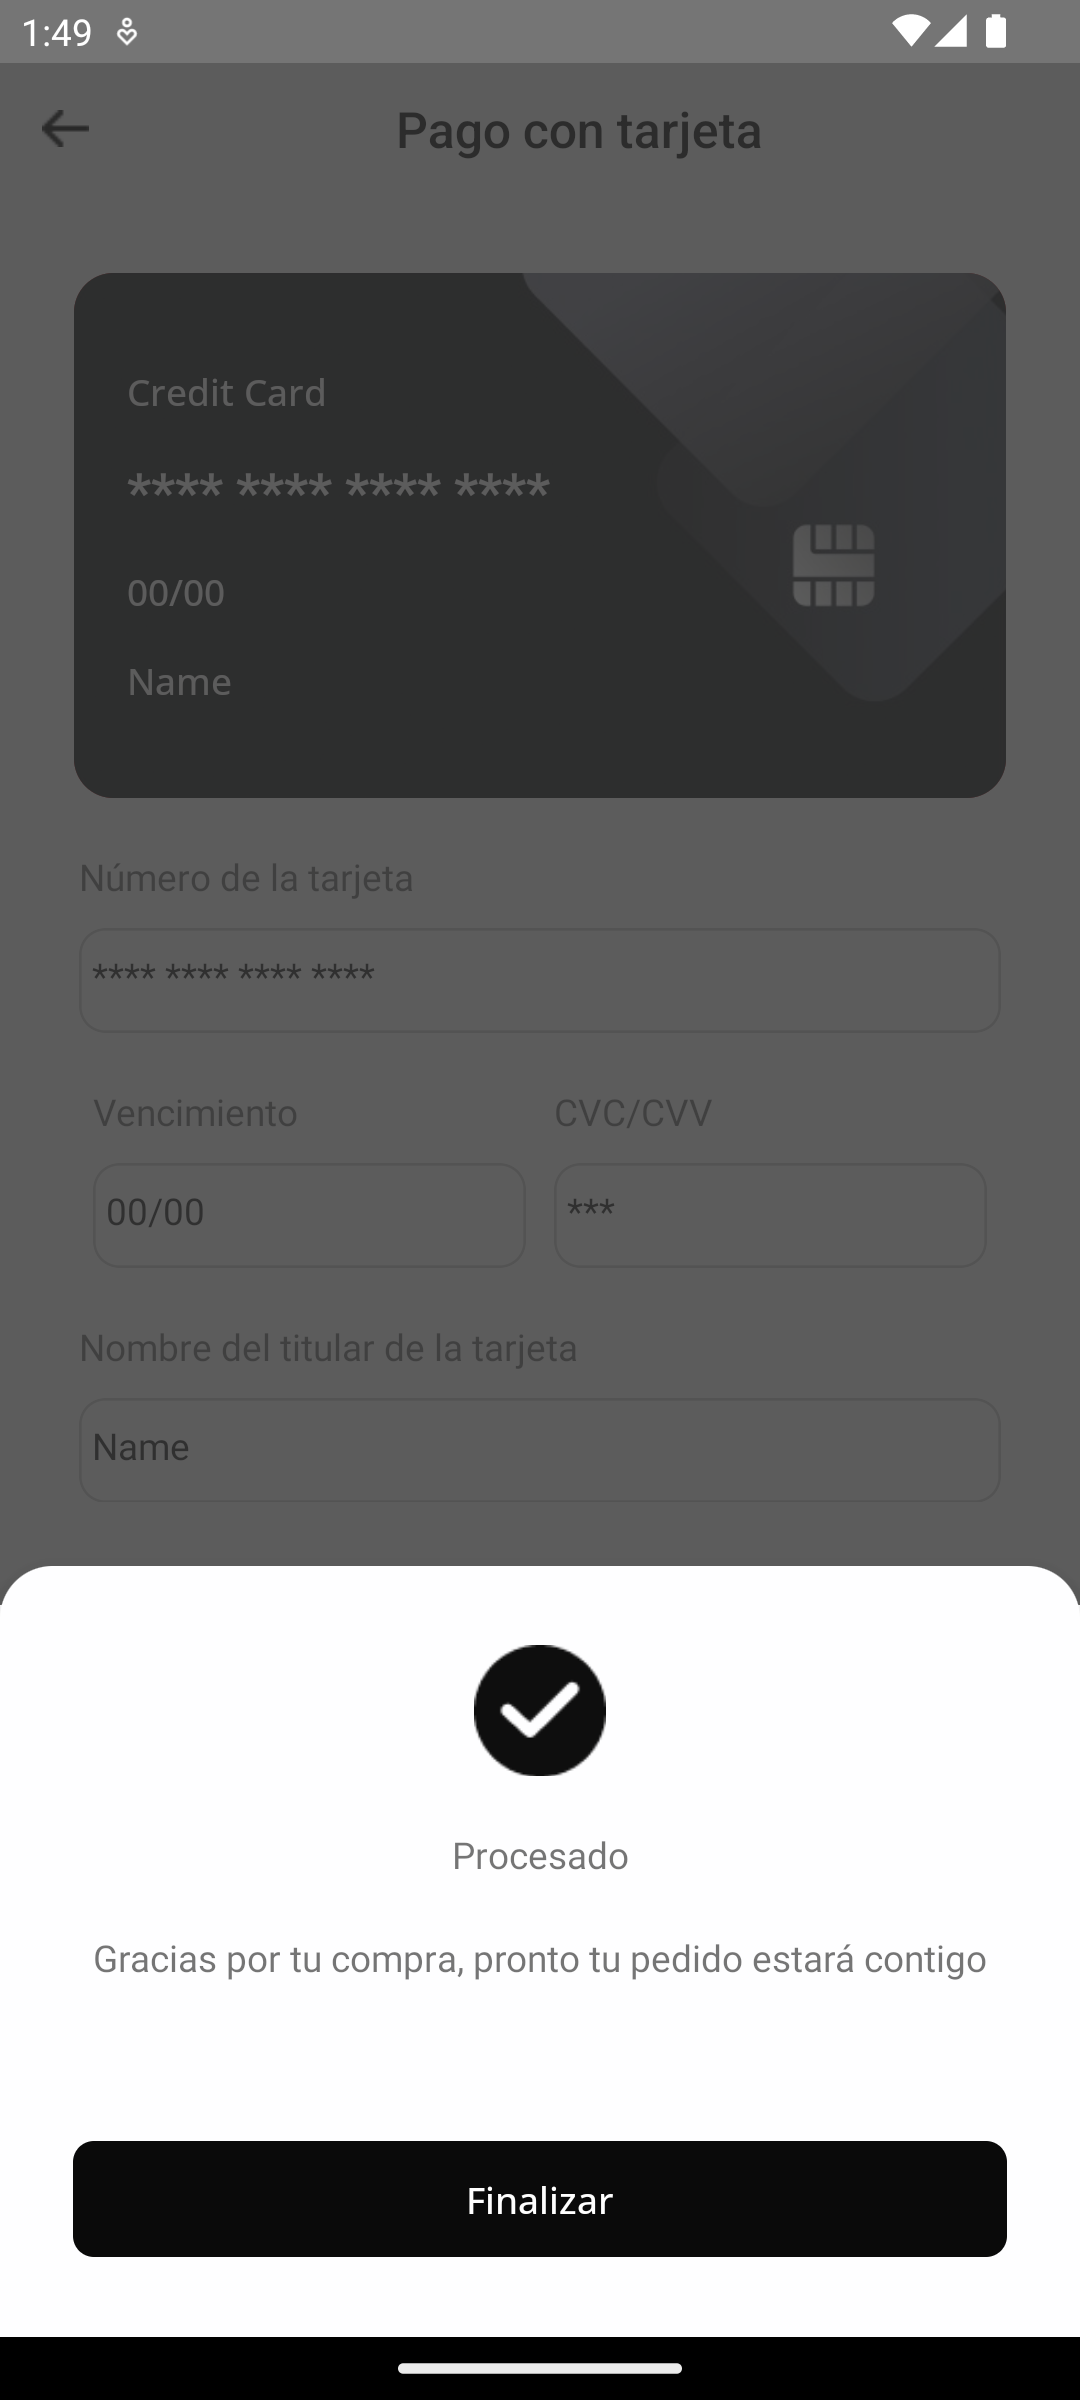 1:49
Pago con tarjeta
Credit Card
**** **** **** ****
00/00
Name
Número de la tarjeta
**** **** **** ****
Vencimiento CVC/CVV
00/00 ***
Nombre del titular de la tarjeta
Name
Procesado
Gracias por tu compra, pronto tu pedido estará contigo
Finalizar